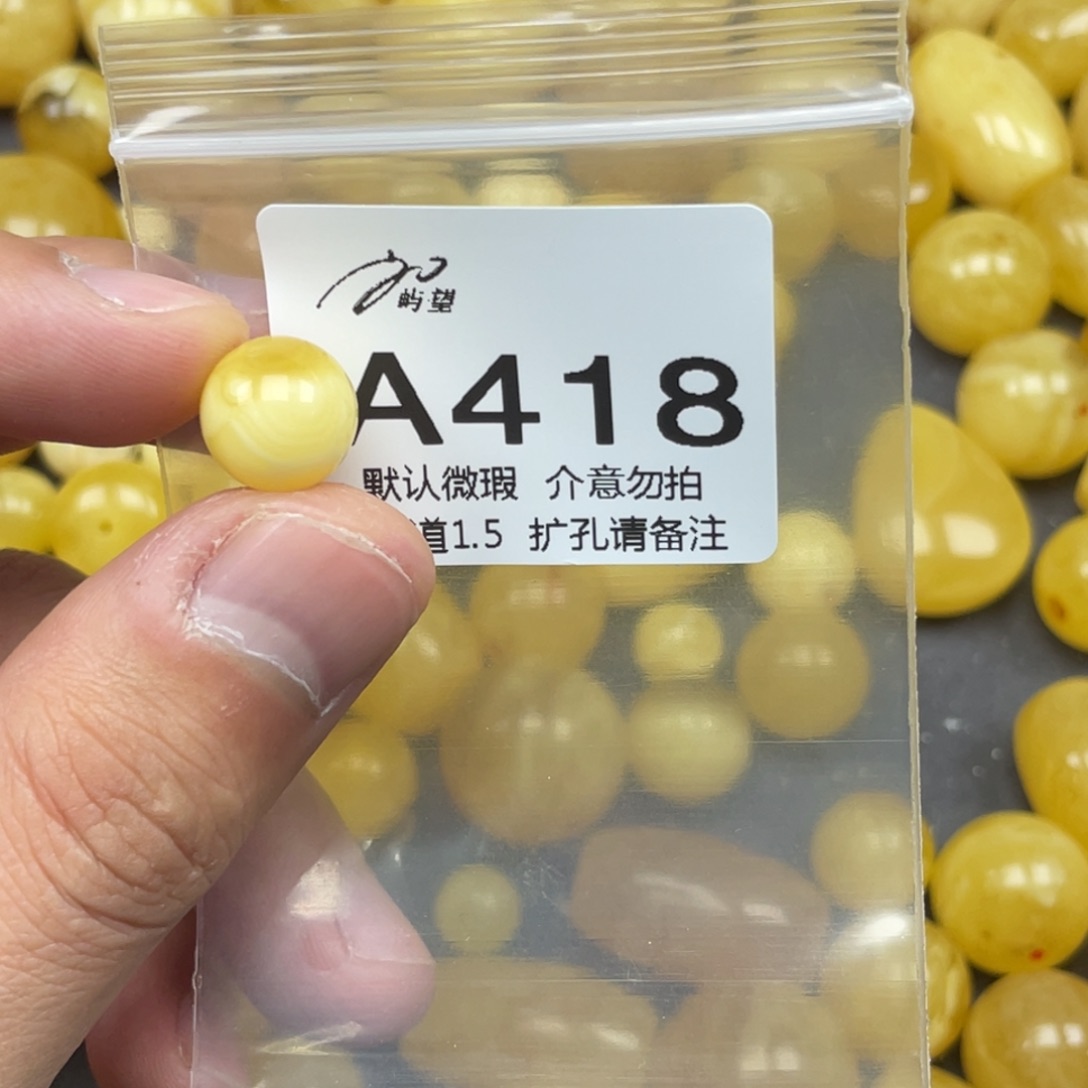 屿望
A418
默认微瑕 介意勿拍
道1.5 扩孔请备注